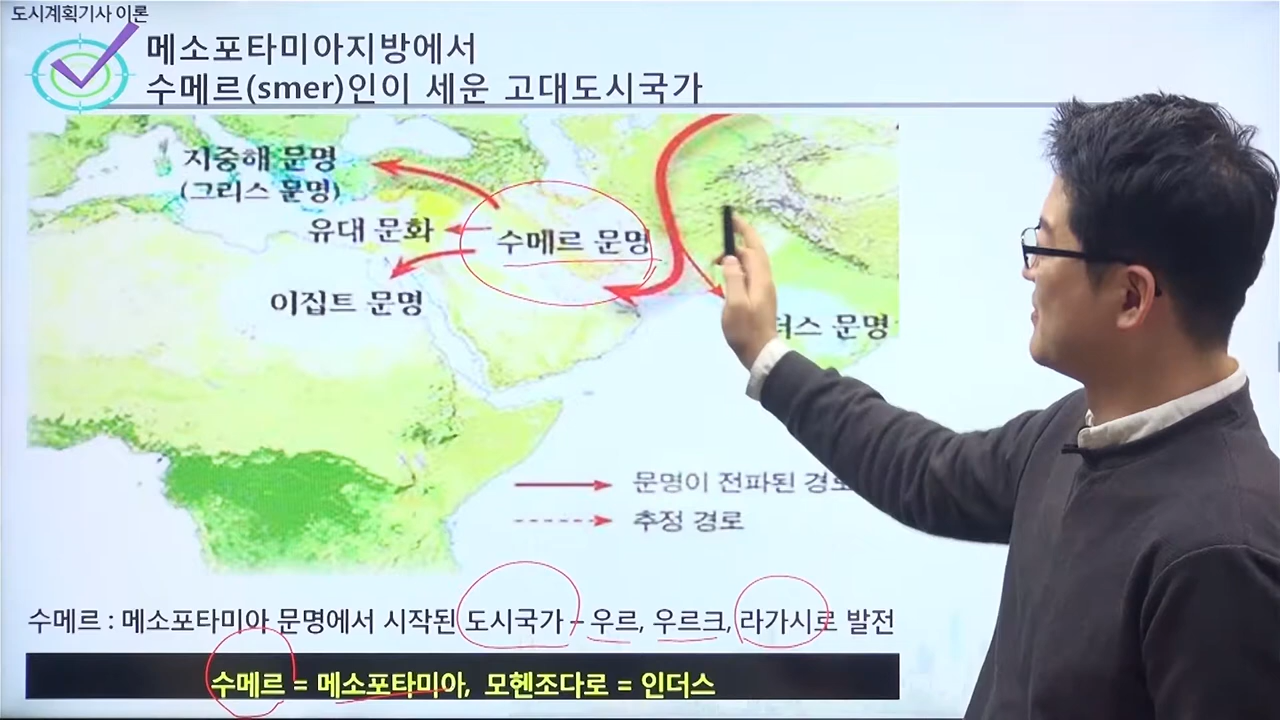 도시계획기사 이론
메소포타미아지방에서
수메르(smer)인이 세운 고대도시국가
지중해 문명
(그리스 문명)
유대 문화
수메르 문명
이집트 문명
더스 문명
문명이 전파된 경로
추정 경로
수메르 : 메소포타미아 문명에서 시작된 도시국가 – 우르, 우르크, 라가시로 발전
수메르 = 메소포타미아, 모헨조다로 = 인더스